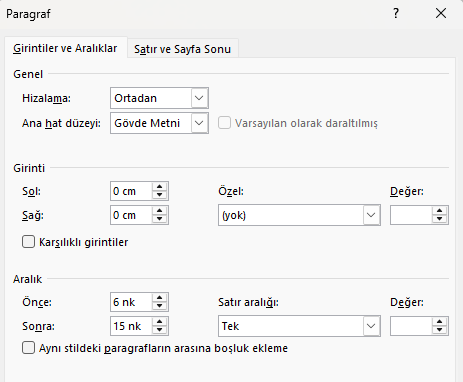 Paragraf ? ×
Girintiler ve Aralıklar Satır ve Sayfa Sonu
Genel
Hizalama: Ortadan
Ana hat düzeyi: Gövde Metni Varsayılan olarak daraltılmış
Girinti
Sol: 0 cm Özel: Değer:
Sağ: 0 cm (yok)
Karşılıklı girintiler
Aralık
Önce: 6 nk Satır aralığı: Değer:
Sonra: 15 nk Tek
Aynı stildeki paragrafların arasına boşluk ekleme